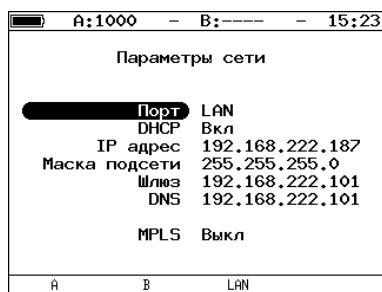 A:1000 – B:---- – 15:23
Параметры сети
Порт LAN
DHCP Вкл
IP адрес 192.168.222.187
Маска подсети 255.255.255.0
Шлюз 192.168.222.101
DNS 192.168.222.101
MPLS Выкл
A B LAN